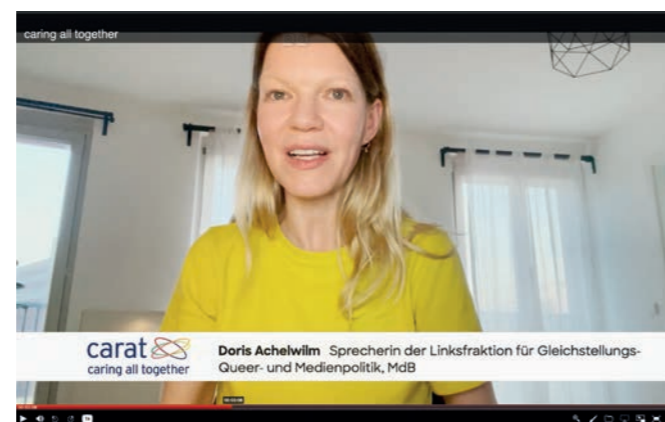 caring all together
carat
caring all together
Doris Achelwilm Sprecherin der Linksfraktion für Gleichstellungs-
Queer- und Medienpolitik, MdB